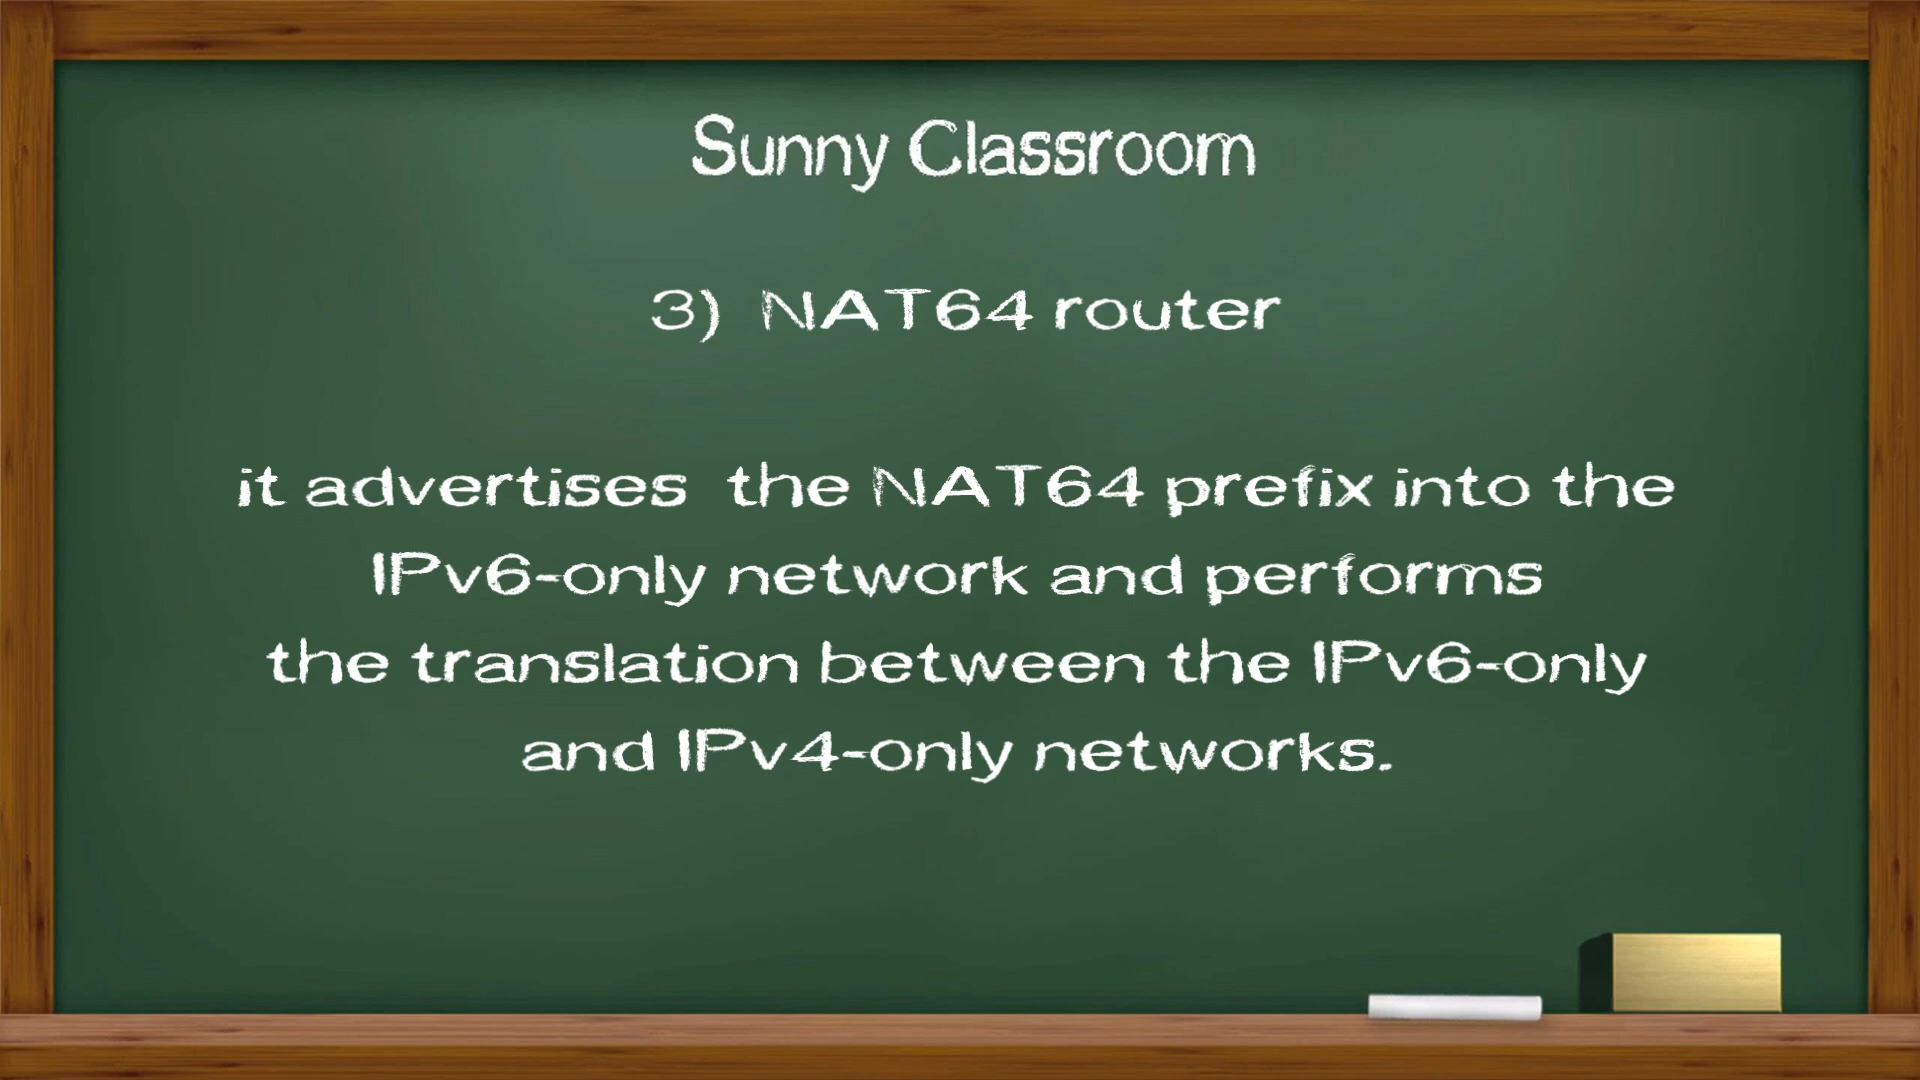 Sunny Classroom
3) NAT64 router
it advertises the NAT64 prefix into the
IPv6-only network and performs
the translation between the IPv6-only
and IPv4-only networks.